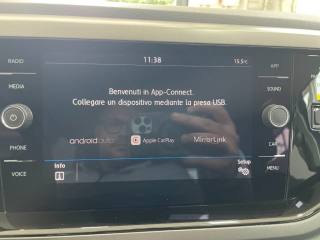 RADIO
11:38
15.5°C
APP
MEDIA
SOUND
Benvenuti in App-Connect.
Collegare un dispositivo mediante la presa USB.
androidauto
Apple CarPlay
MirrorLink
PHONE
CAR
Info
Setup
VOICE
MENU